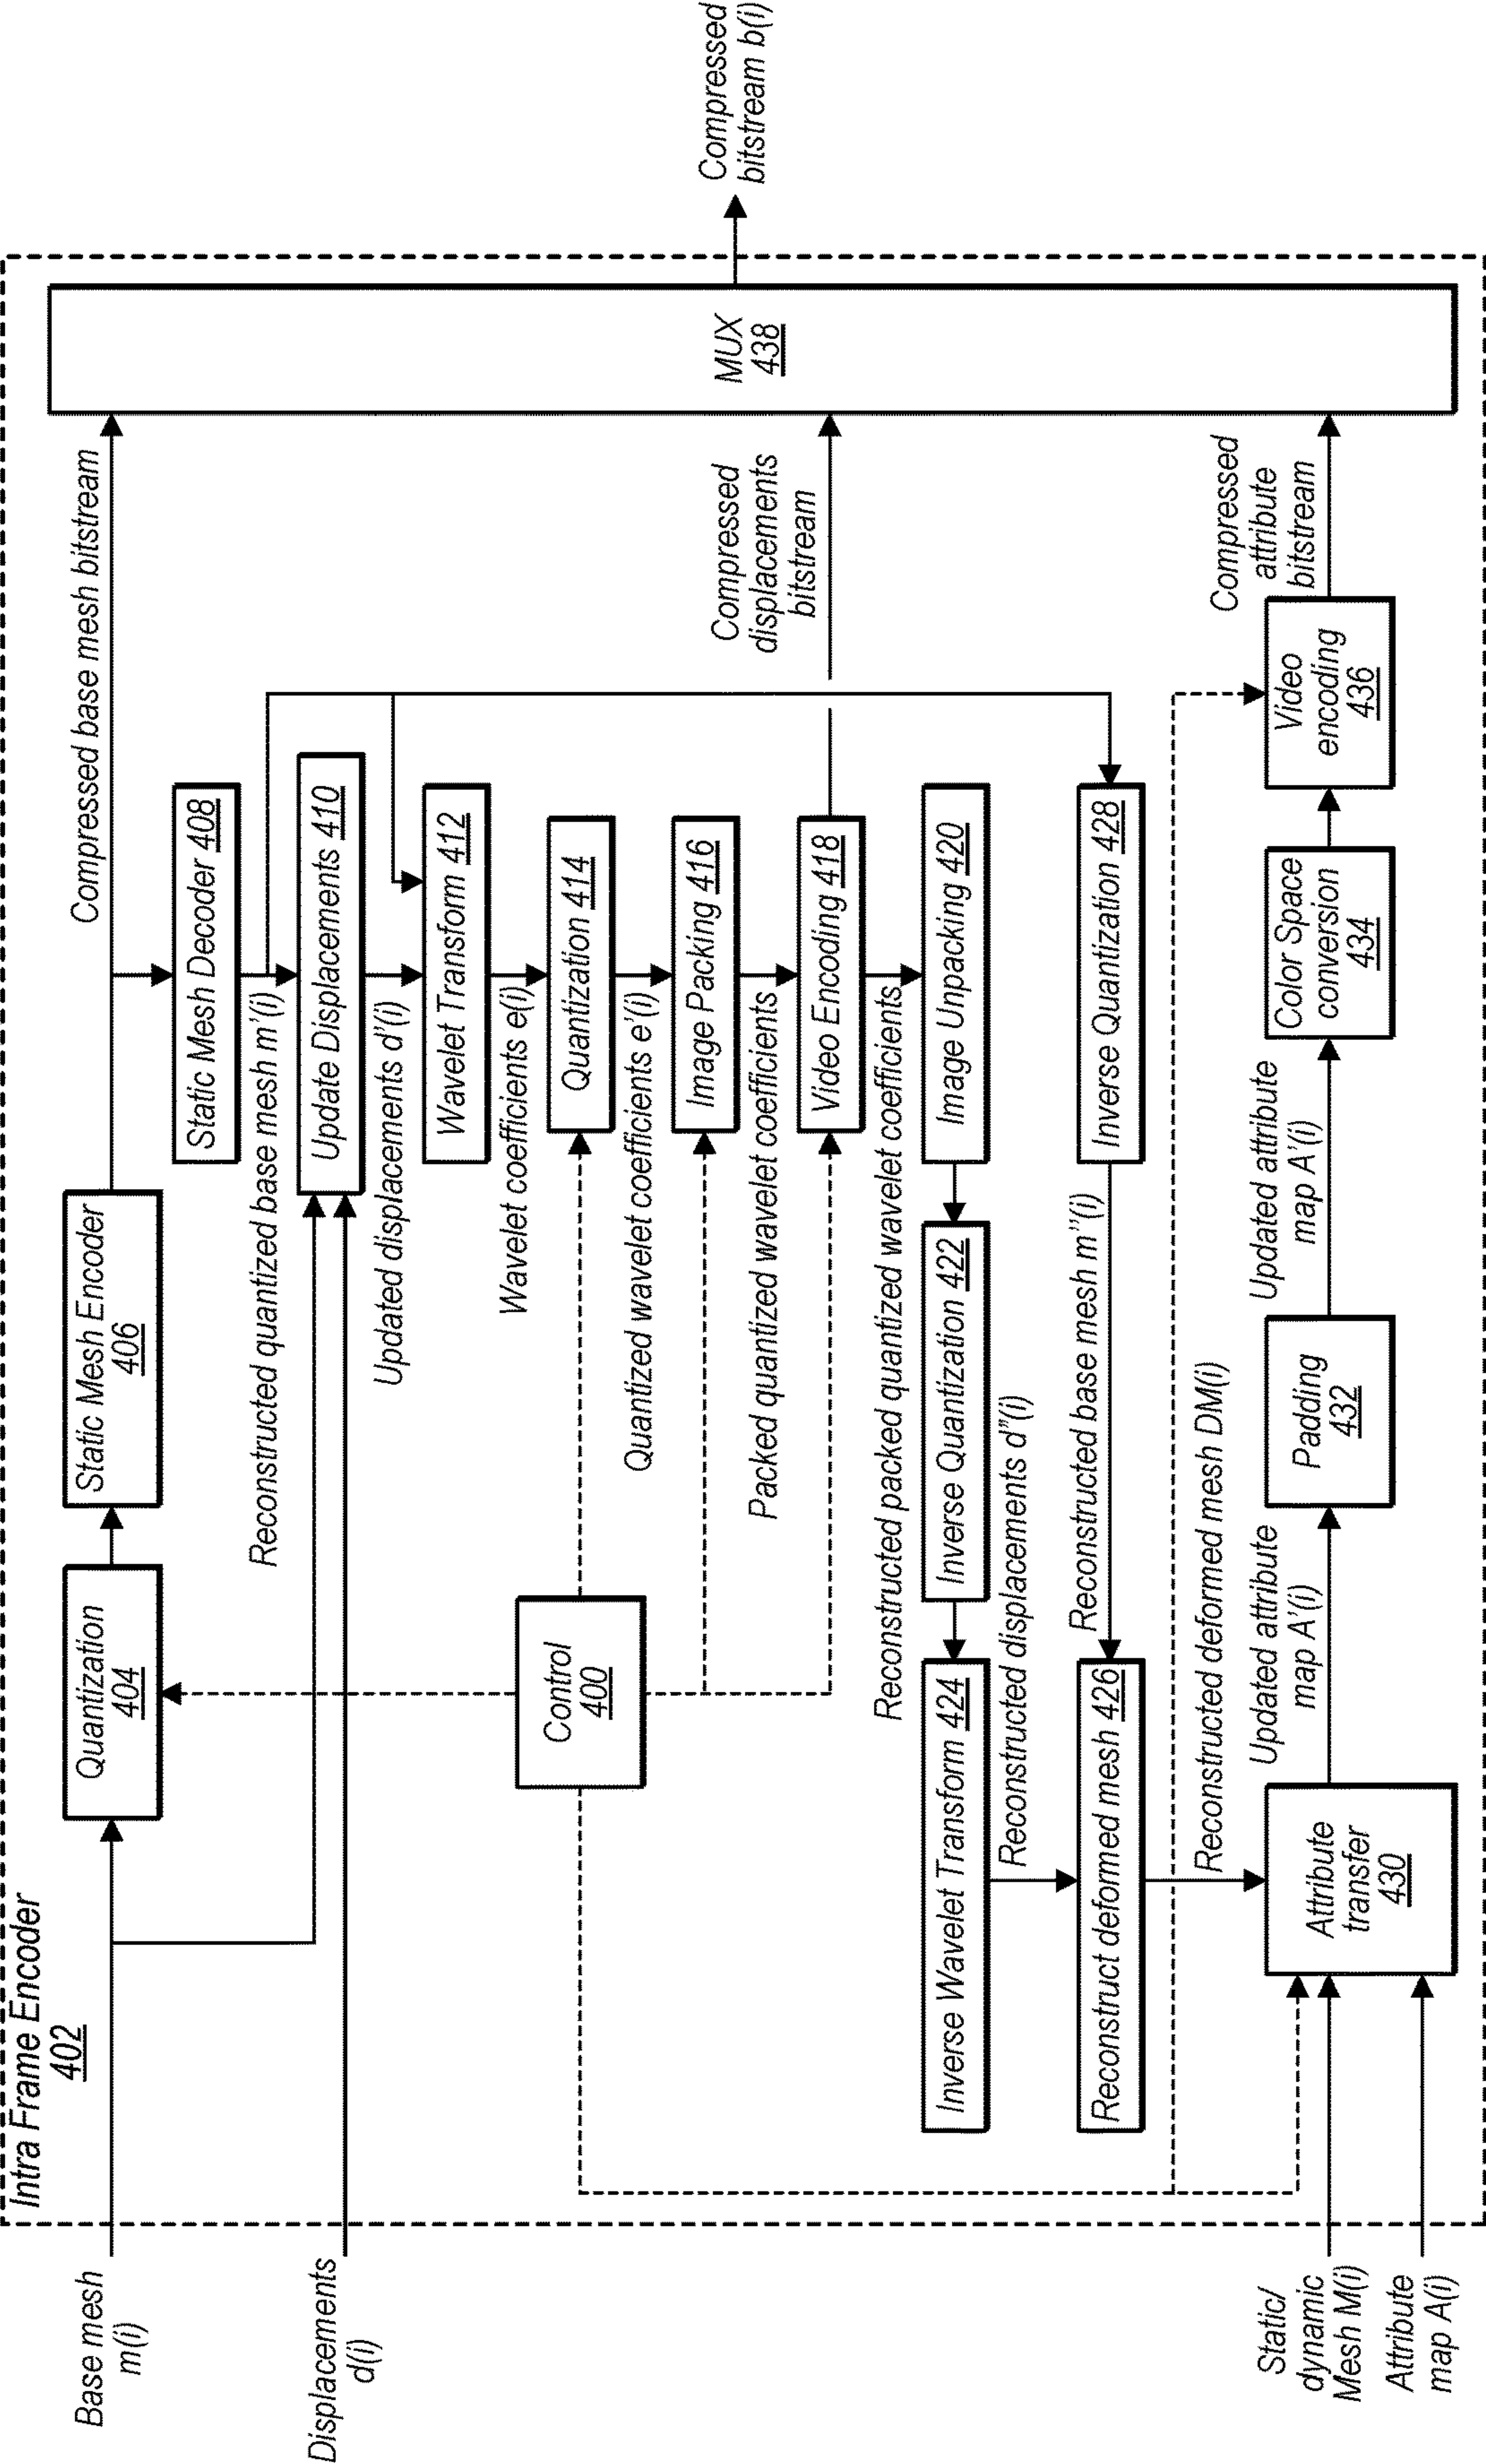 Intra Frame Encoder
402
Base mesh
m(i)
Displacements
d(i)
Static/
dynamic
Mesh M(i)
Attribute
map A(i)
Quantization
404
Static Mesh Encoder
406
Compressed base mesh bitstream
Static Mesh Decoder 408
Reconstructed quantized base mesh m'(i)
Update Displacements 410
Updated displacements d'(i)
Wavelet Transform 412
Wavelet coefficients e(i)
Quantization 414
Quantized wavelet coefficients e'(i)
Image Packing 416
Packed quantized wavelet coefficients
Video Encoding 418
Compressed
displacements
bitstream
Reconstructed packed quantized wavelet coefficients
Image Unpacking 420
Control
400
Inverse Quantization 422
Inverse Wavelet Transform 424
Reconstructed displacements d''(i)
Inverse Quantization 428
Reconstructed base mesh m''(i)
Reconstruct deformed mesh 426
Reconstructed deformed mesh DM(i)
Attribute
transfer
430
Updated attribute
map A'(i)
Padding
432
Updated attribute
map A'(i)
Color Space
conversion
434
Video
encoding
436
Compressed
attribute
bitstream
MUX
438
Compressed
bitstream b(i)